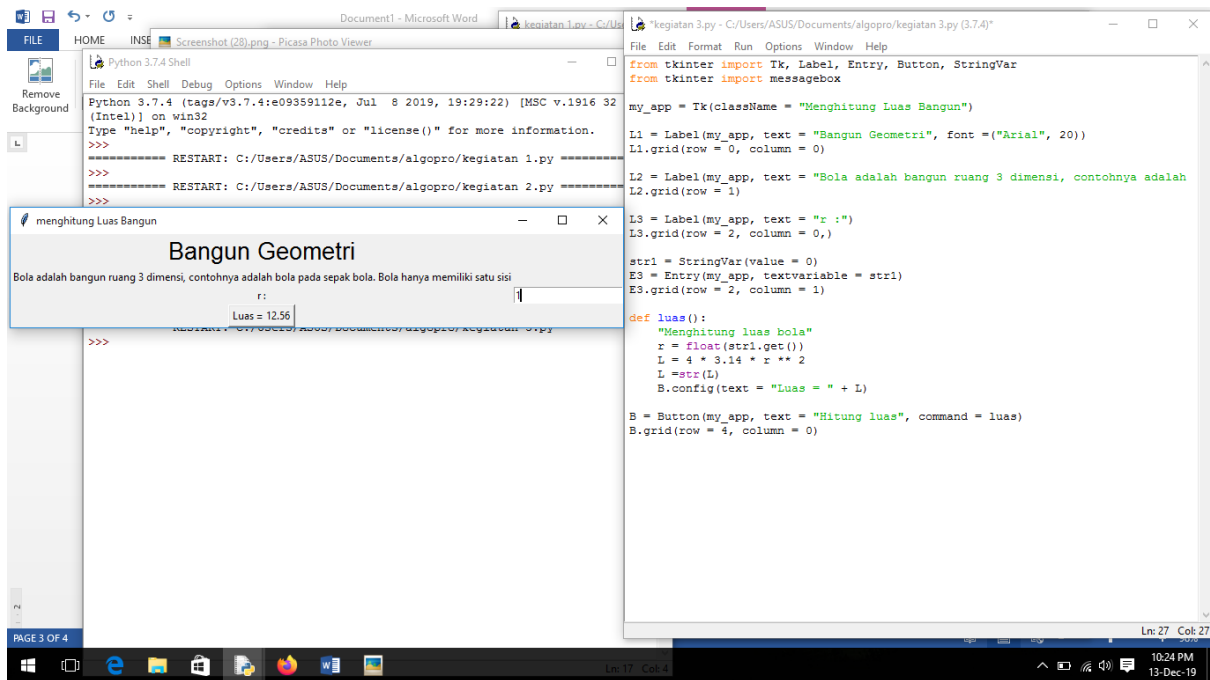 Document1 - Microsoft Word
FILE HOME INSE
Remove
Background
PAGE 3 OF 4
Screenshot (28).png - Picasa Photo Viewer
kegiatan 1.py - C:/Use
Python 3.7.4 Shell
File Edit Shell Debug Options Window Help
Python 3.7.4 (tags/v3.7.4:e09359112e, Jul 8 2019, 19:29:22) [MSC v.1916 32
(Intel)] on win32
Type "help", "copyright", "credits" or "license()" for more information.
>>>
=========== RESTART: C:/Users/ASUS/Documents/algopro/kegiatan 1.py =========
>>>
=========== RESTART: C:/Users/ASUS/Documents/algopro/kegiatan 2.py =========
>>>
menghitung Luas Bangun
Bangun Geometri
Bola adalah bangun ruang 3 dimensi, contohnya adalah bola pada sepak bola. Bola hanya memiliki satu sisi
r :
1
Luas = 12.56
>>>
Ln: 17 Col: 4
*kegiatan 3.py - C:/Users/ASUS/Documents/algopro/kegiatan 3.py (3.7.4)*
File Edit Format Run Options Window Help
from tkinter import Tk, Label, Entry, Button, StringVar
from tkinter import messagebox
my_app = Tk(className = "Menghitung Luas Bangun")
L1 = Label(my_app, text = "Bangun Geometri", font =("Arial", 20))
L1.grid(row = 0, column = 0)
L2 = Label(my_app, text = "Bola adalah bangun ruang 3 dimensi, contohnya adalah
L2.grid(row = 1)
L3 = Label(my_app, text = "r :")
L3.grid(row = 2, column = 0,)
str1 = StringVar(value = 0)
E3 = Entry(my_app, textvariable = str1)
E3.grid(row = 2, column = 1)
def luas():
    "Menghitung luas bola"
    r = float(str1.get())
    L = 4 * 3.14 * r ** 2
    L =str(L)
    B.config(text = "Luas = " + L)
B = Button(my_app, text = "Hitung luas", command = luas)
B.grid(row = 4, column = 0)
Ln: 27 Col: 27
10:24 PM
13-Dec-19